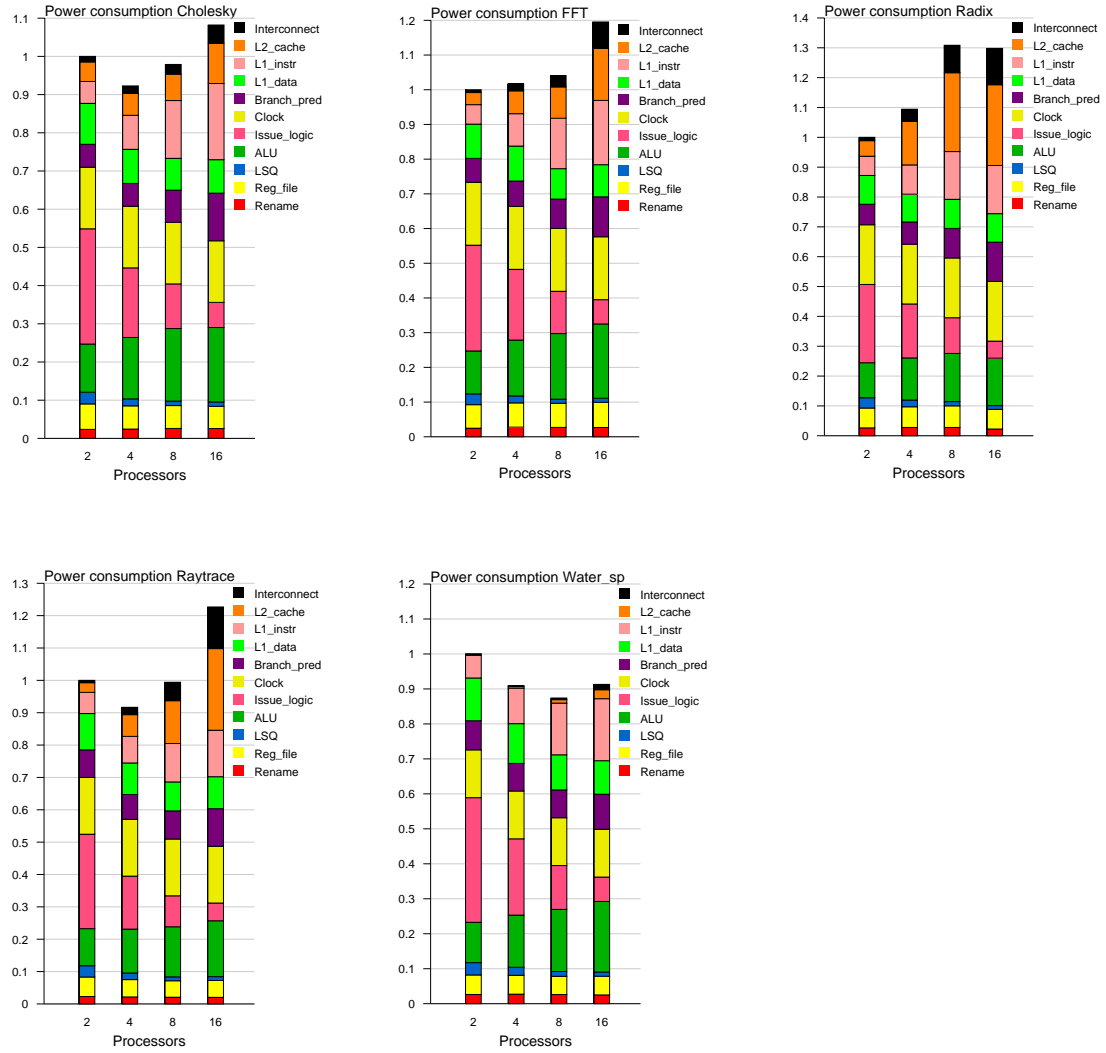 Power consumption Cholesky
1.1
1
0.9
0.8
0.7
0.6
0.5
0.4
0.3
0.2
0.1
0
2 4 8 16
Processors
Interconnect
L2_cache
L1_instr
L1_data
Branch_pred
Clock
Issue_logic
ALU
LSQ
Reg_file
Rename
Power consumption FFT
1.2
1.1
1
0.9
0.8
0.7
0.6
0.5
0.4
0.3
0.2
0.1
0
2 4 8 16
Processors
Interconnect
L2_cache
L1_instr
L1_data
Branch_pred
Clock
Issue_logic
ALU
LSQ
Reg_file
Rename
Power consumption Radix
1.4
1.3
1.2
1.1
1
0.9
0.8
0.7
0.6
0.5
0.4
0.3
0.2
0.1
0
2 4 8 16
Processors
Interconnect
L2_cache
L1_instr
L1_data
Branch_pred
Clock
Issue_logic
ALU
LSQ
Reg_file
Rename
Power consumption Raytrace
1.3
1.2
1.1
1
0.9
0.8
0.7
0.6
0.5
0.4
0.3
0.2
0.1
0
2 4 8 16
Processors
Interconnect
L2_cache
L1_instr
L1_data
Branch_pred
Clock
Issue_logic
ALU
LSQ
Reg_file
Rename
Power consumption Water_sp
1.2
1.1
1
0.9
0.8
0.7
0.6
0.5
0.4
0.3
0.2
0.1
0
2 4 8 16
Processors
Interconnect
L2_cache
L1_instr
L1_data
Branch_pred
Clock
Issue_logic
ALU
LSQ
Reg_file
Rename